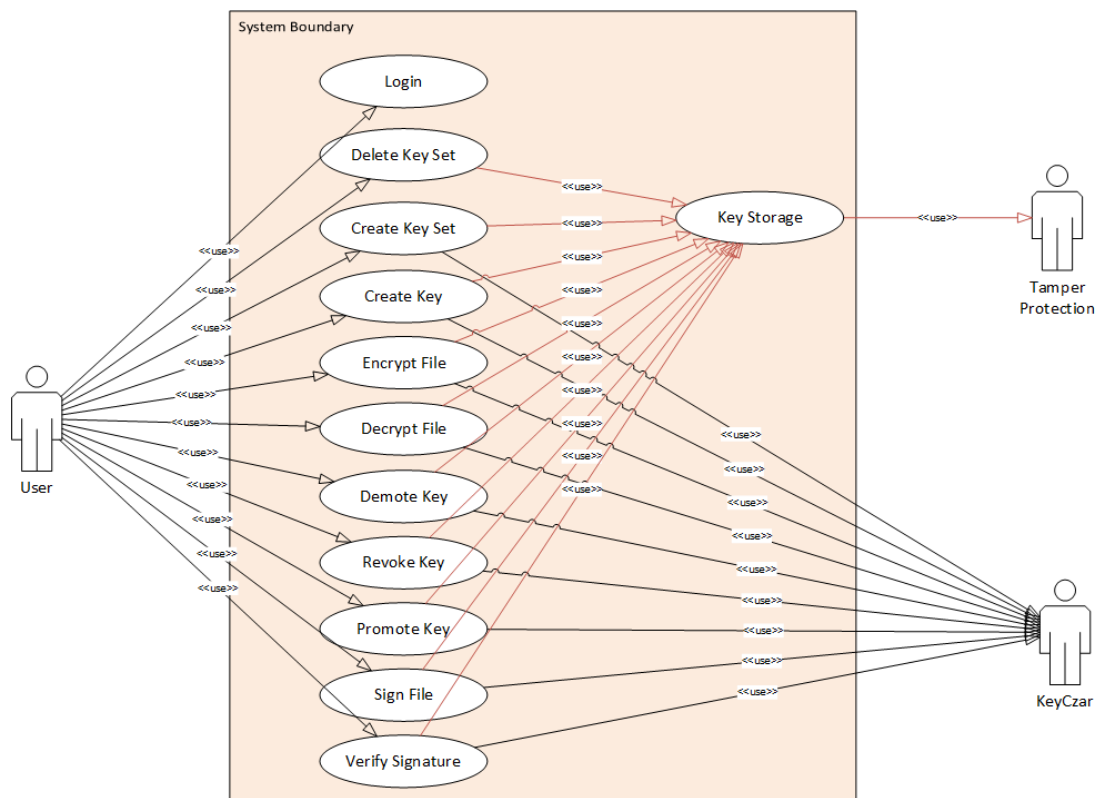 System Boundary
Login
Delete Key Set
<<use>>
Key Storage
<<use>>
Create Key Set
<<use>>
<<use>>
<<use>>
<<use>>
Create Key
<<use>>
<<use>>
Tamper
Protection
<<use>>
<<use>>
<<use>>
Encrypt File
<<use>>
<<use>>
<<use>>
<<use>>
Decrypt File
<<use>>
<<use>>
<<use>>
<<use>>
User
<<use>>
<<use>>
Demote Key
<<use>>
<<use>>
<<use>>
<<use>>
<<use>>
Revoke Key
<<use>>
<<use>>
<<use>>
Promote Key
<<use>>
<<use>>
Sign File
<<use>>
KeyCzar
Verify Signature